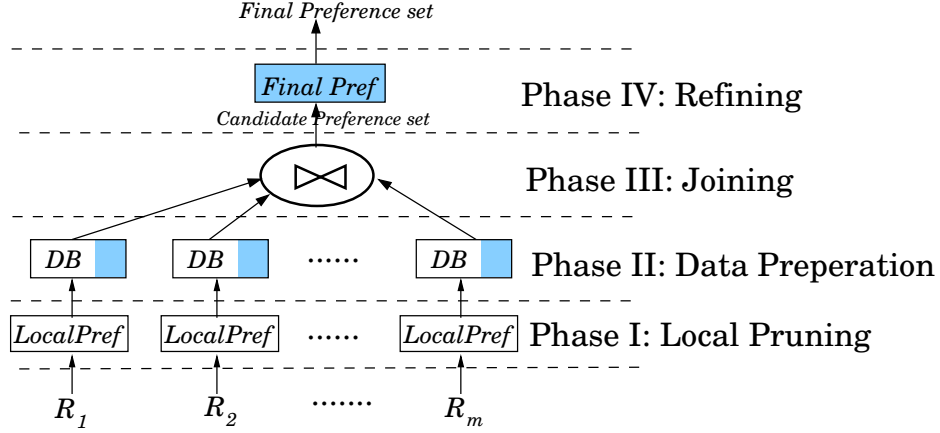 Final Preference set
Final Pref
Phase IV: Refining
Candidate Preference set
Phase III: Joining
DB DB ...... DB
Phase II: Data Preperation
LocalPref LocalPref ...... LocalPref
Phase I: Local Pruning
R1 R2 ....... Rm